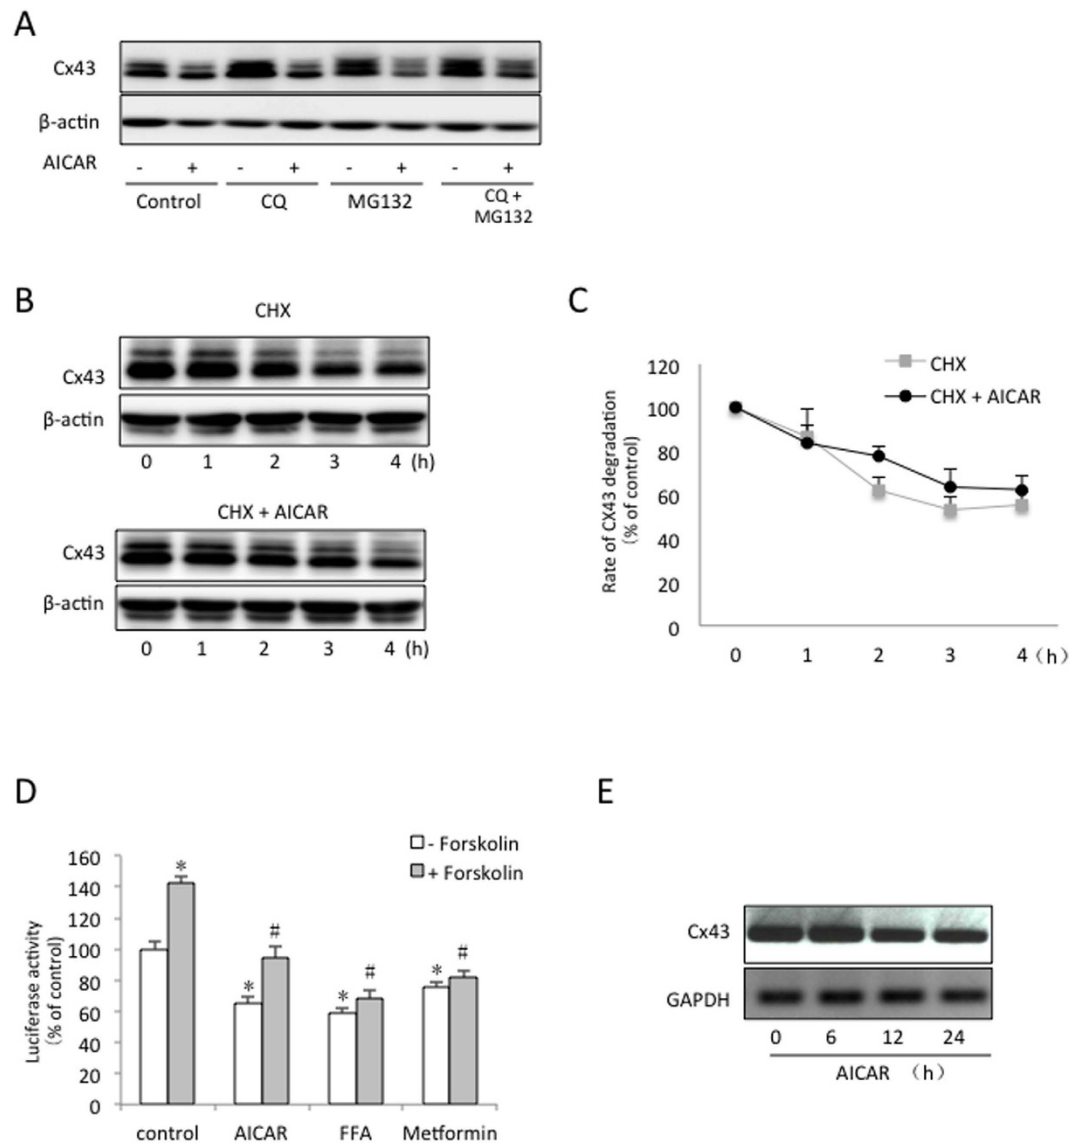 A
Cx43
β-actin
AICAR - + - + - + - +
Control CQ MG132 CQ +
MG132
B
CHX
Cx43
β-actin
0 1 2 3 4 (h)
CHX + AICAR
Cx43
β-actin
0 1 2 3 4 (h)
C
CHX
CHX + AICAR
Rate of CX43 degradation
(% of control)
120
100
80
60
40
20
0
0 1 2 3 4 (h)
D
- Forskolin
+ Forskolin
Luciferase activity
(% of control)
160
140
120
100
80
60
40
20
0
* * # * # * #
control AICAR FFA Metformin
E
Cx43
GAPDH
0 6 12 24
AICAR (h)